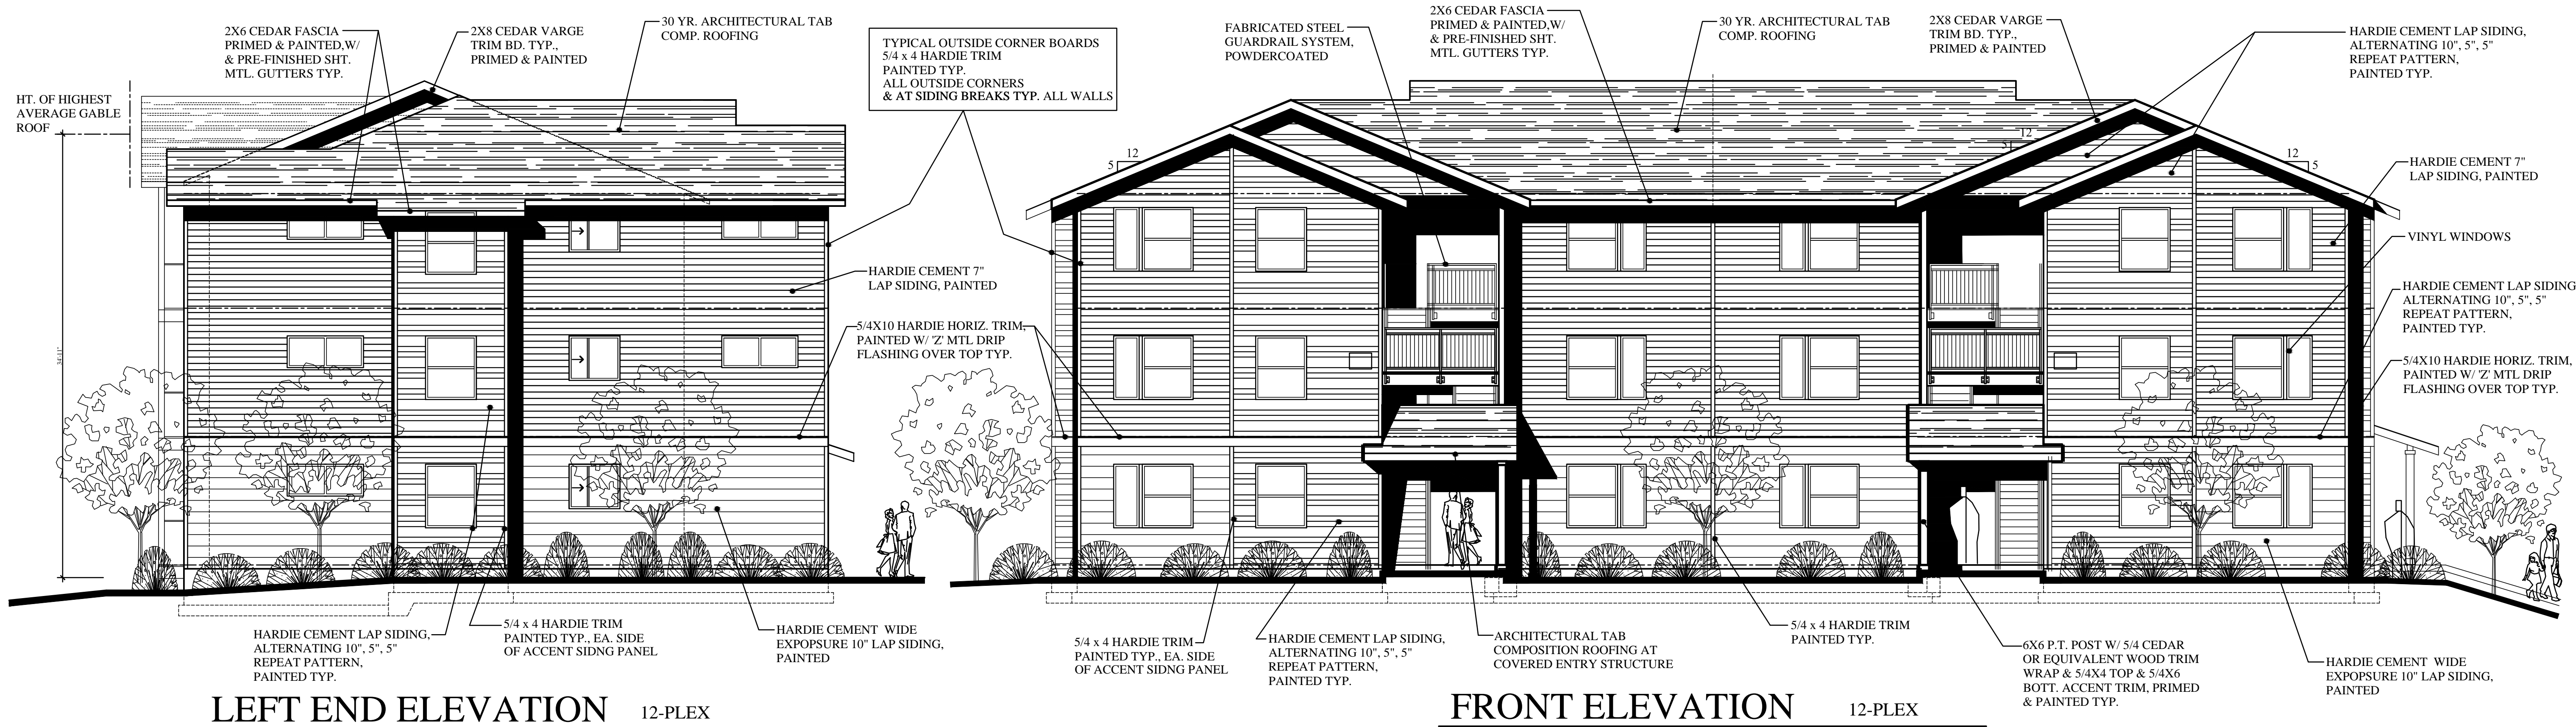 2X6 CEDAR FASCIA
PRIMED & PAINTED,W/
& PRE-FINISHED SHT.
MTL. GUTTERS TYP.
2X8 CEDAR VARGE
TRIM BD. TYP.,
PRIMED & PAINTED
30 YR. ARCHITECTURAL TAB
COMP. ROOFING
HT. OF HIGHEST
AVERAGE GABLE
ROOF
34'-11"
TYPICAL OUTSIDE CORNER BOARDS
5/4 x 4 HARDIE TRIM
PAINTED TYP.
ALL OUTSIDE CORNERS
& AT SIDING BREAKS TYP. ALL WALLS
HARDIE CEMENT 7"
LAP SIDING, PAINTED
5/4X10 HARDIE HORIZ. TRIM,
PAINTED W/ 'Z' MTL DRIP
FLASHING OVER TOP TYP.
HARDIE CEMENT LAP SIDING,
ALTERNATING 10", 5", 5"
REPEAT PATTERN,
PAINTED TYP.
5/4 x 4 HARDIE TRIM
PAINTED TYP., EA. SIDE
OF ACCENT SIDNG PANEL
HARDIE CEMENT WIDE
EXPOPSURE 10" LAP SIDING,
PAINTED
LEFT END ELEVATION 12-PLEX
FABRICATED STEEL
GUARDRAIL SYSTEM,
POWDERCOATED
2X6 CEDAR FASCIA
PRIMED & PAINTED,W/
& PRE-FINISHED SHT.
MTL. GUTTERS TYP.
30 YR. ARCHITECTURAL TAB
COMP. ROOFING
2X8 CEDAR VARGE
TRIM BD. TYP.,
PRIMED & PAINTED
HARDIE CEMENT LAP SIDING,
ALTERNATING 10", 5", 5"
REPEAT PATTERN,
PAINTED TYP.
12
5
12
5
12
5
HARDIE CEMENT 7"
LAP SIDING, PAINTED
VINYL WINDOWS
HARDIE CEMENT LAP SIDING
ALTERNATING 10", 5", 5"
REPEAT PATTERN,
PAINTED TYP.
5/4X10 HARDIE HORIZ. TRIM,
PAINTED W/ 'Z' MTL DRIP
FLASHING OVER TOP TYP.
5/4 x 4 HARDIE TRIM
PAINTED TYP., EA. SIDE
OF ACCENT SIDNG PANEL
HARDIE CEMENT LAP SIDING,
ALTERNATING 10", 5", 5"
REPEAT PATTERN,
PAINTED TYP.
ARCHITECTURAL TAB
COMPOSITION ROOFING AT
COVERED ENTRY STRUCTURE
5/4 x 4 HARDIE TRIM
PAINTED TYP.
6X6 P.T. POST W/ 5/4 CEDAR
OR EQUIVALENT WOOD TRIM
WRAP & 5/4X4 TOP & 5/4X6
BOTT. ACCENT TRIM, PRIMED
& PAINTED TYP.
HARDIE CEMENT WIDE
EXPOPSURE 10" LAP SIDING,
PAINTED
FRONT ELEVATION 12-PLEX